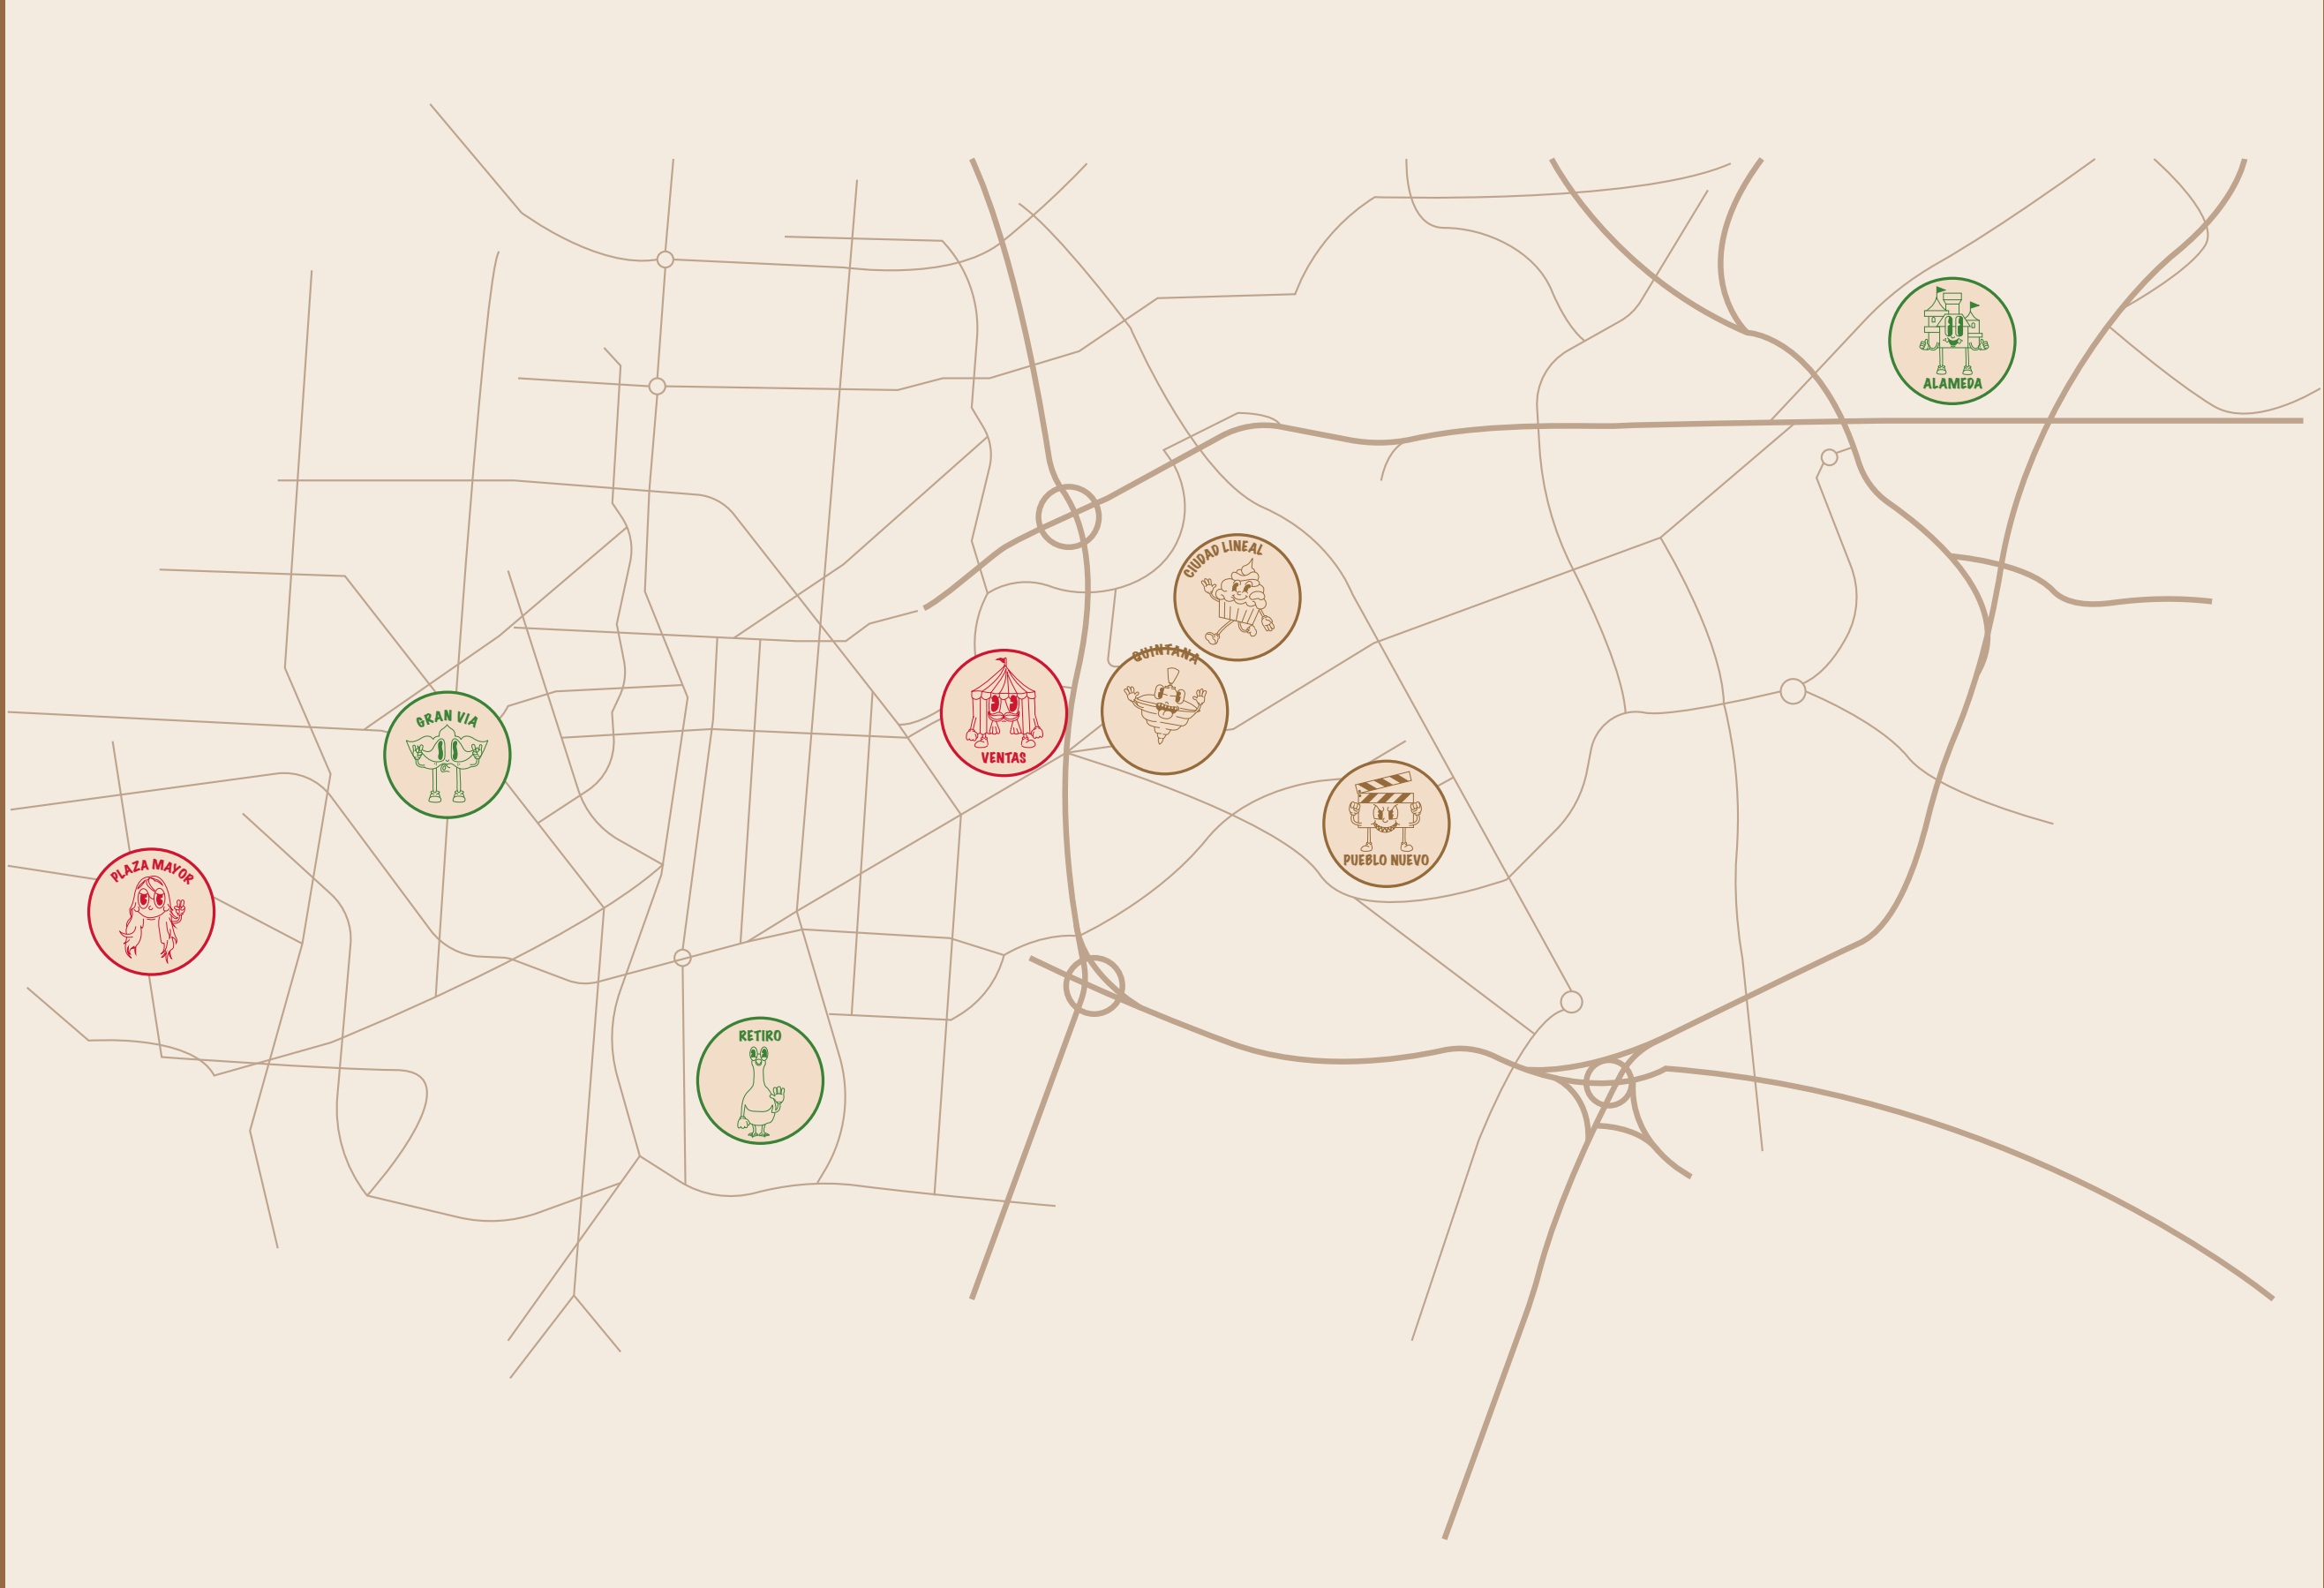 ALAMEDA
CIUDAD LINEAL
QUINTANA
VENTAS
GRAN VIA
PUEBLO NUEVO
PLAZA MAYOR
RETIRO